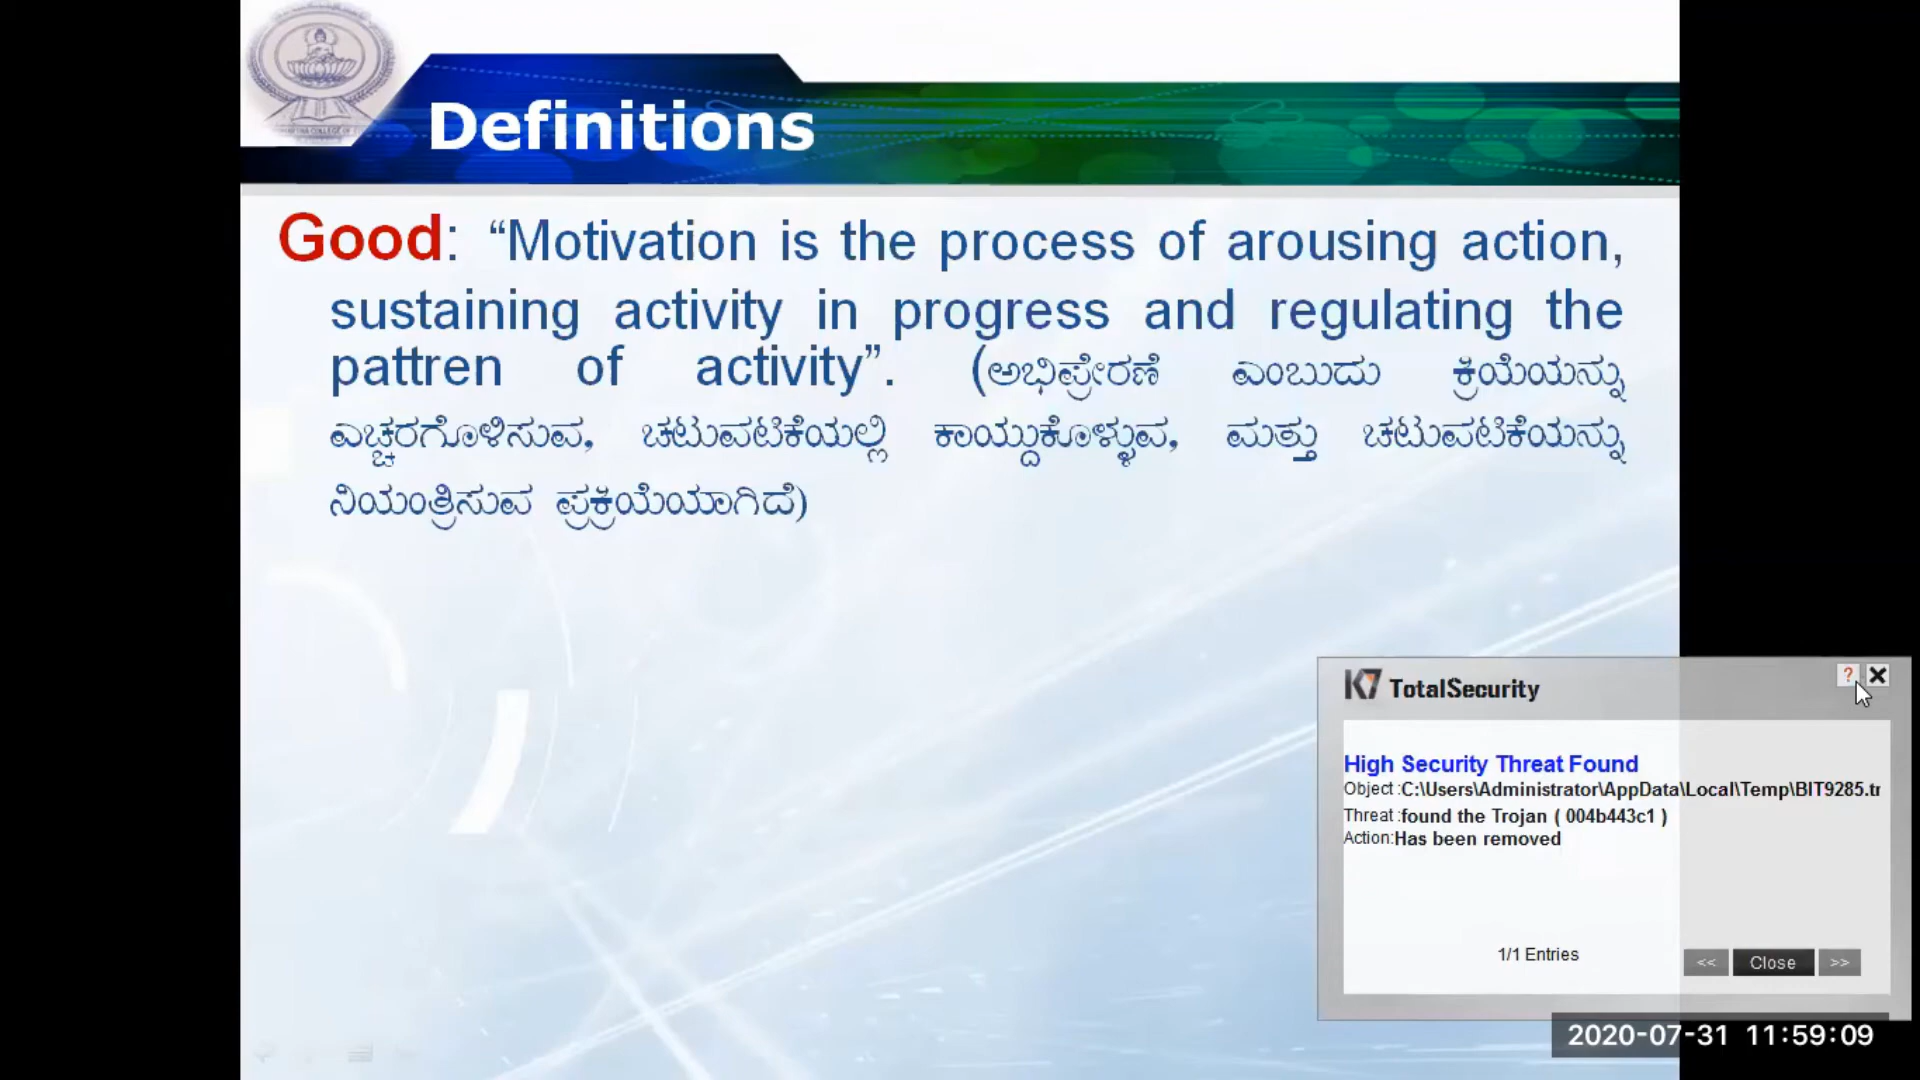 Definitions
Good: “Motivation is the process of arousing action,
sustaining activity in progress and regulating the
pattren of activity”. (ಅಭಿಪ್ರೇರಣೆ ಎಂಬುದು ಕ್ರಿಯೆಯನ್ನು
ಎಚ್ಚರಗೊಳಿಸುವ, ಚಟುವಟಿಕೆಯಲ್ಲಿ ಕಾಯ್ದುಕೊಳ್ಳುವ, ಮತ್ತು ಚಟುವಟಿಕೆಯನ್ನು
ನಿಯಂತ್ರಿಸುವ ಪ್ರಕ್ರಿಯೆಯಾಗಿದೆ)
K7 TotalSecurity
High Security Threat Found
Object :C:\Users\Administrator\AppData\Local\Temp\BIT9285.tr
Threat :found the Trojan ( 004b443c1 )
Action:Has been removed
1/1 Entries
<< Close >>
2020-07-31 11:59:09